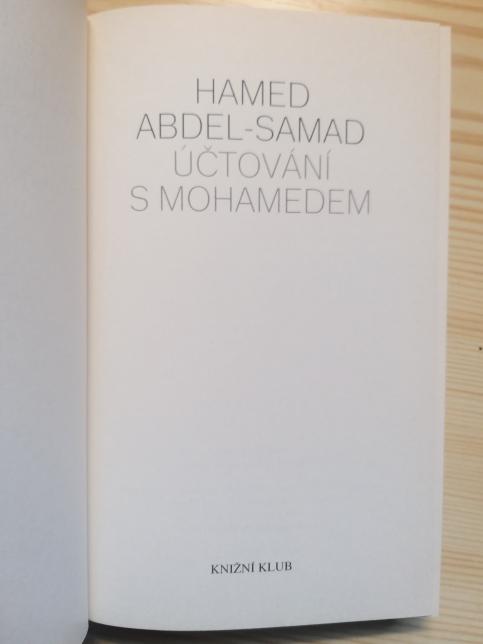 HAMED
ABDEL-SAMAD
ÚČTOVÁNÍ
S MOHAMEDEM
KNIŽNÍ KLUB